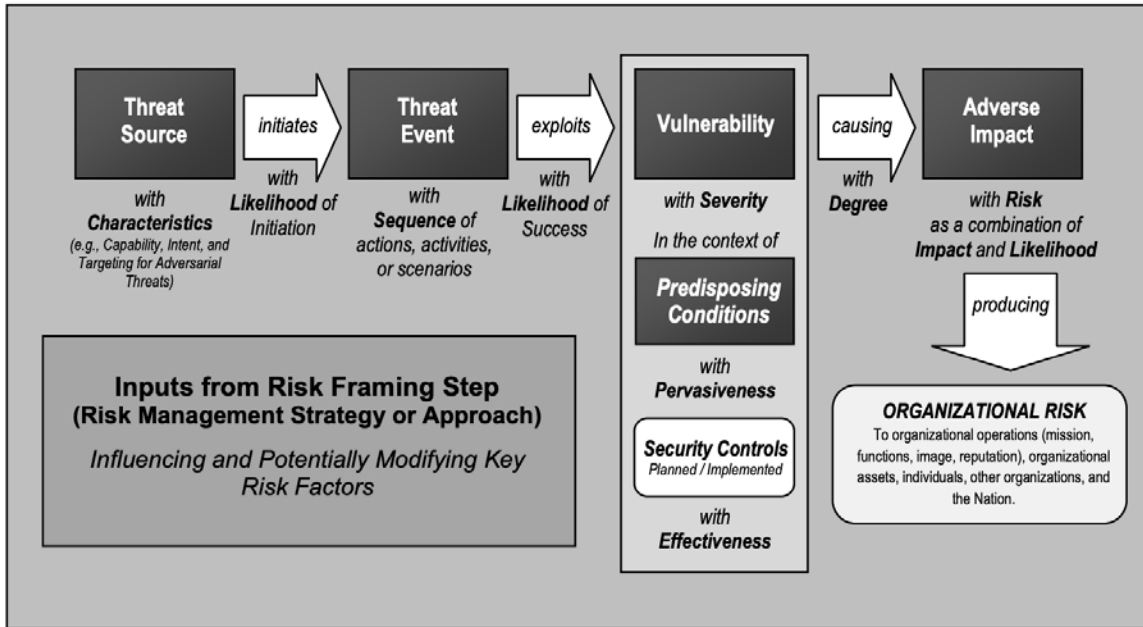 Threat
Source
initiates
Threat
Event
exploits
Vulnerability
causing
Adverse
Impact
with
Characteristics
(e.g., Capability, Intent, and
Targeting for Adversarial
Threats)
with
Likelihood of
Initiation
with
Sequence of
actions, activities,
or scenarios
with
Likelihood of
Success
with Severity
In the context of
Predisposing
Conditions
with
Pervasiveness
Security Controls
Planned / Implemented
with
Effectiveness
with
Degree
with Risk
as a combination of
Impact and Likelihood
producing
ORGANIZATIONAL RISK
To organizational operations (mission,
functions, image, reputation), organizational
assets, individuals, other organizations, and
the Nation.
Inputs from Risk Framing Step
(Risk Management Strategy or Approach)
Influencing and Potentially Modifying Key
Risk Factors